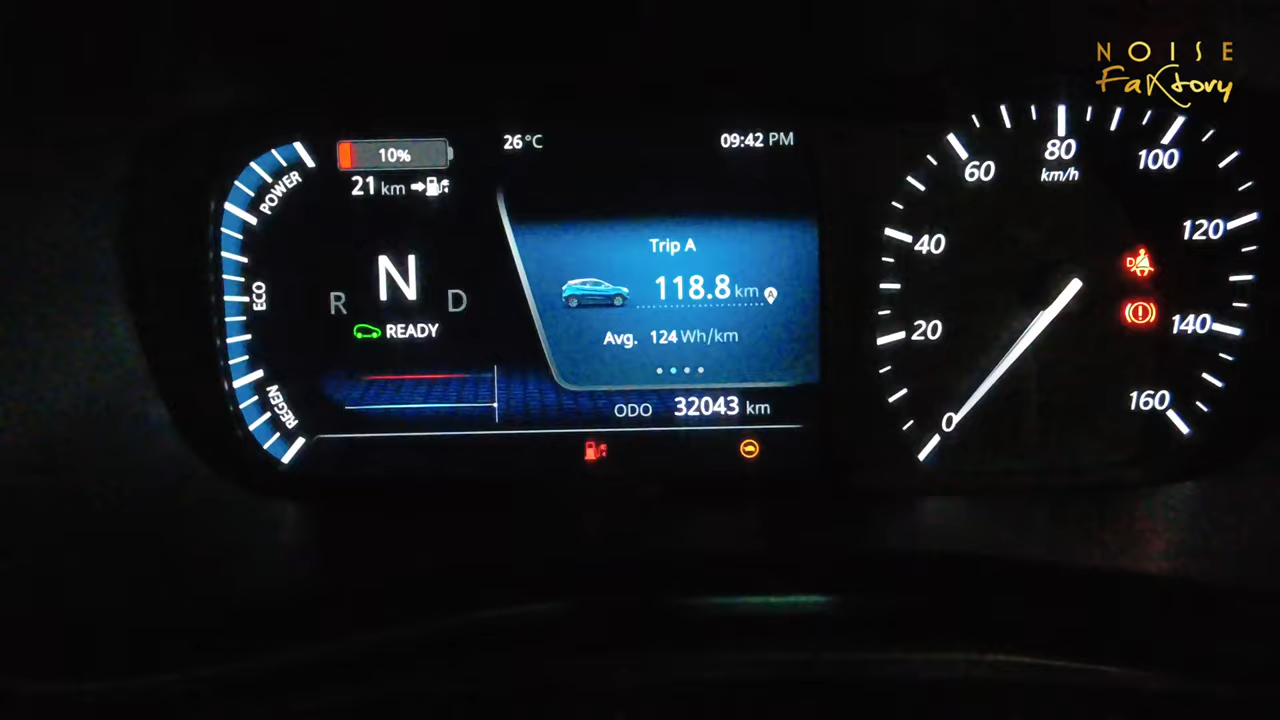 NOISE
FaKtory
10%
26°C
09:42 PM
21 km
POWER
ECO
REGEN
R N D
READY
Trip A
118.8 km A
Avg. 124 Wh/km
ODO 32043 km
0
20
40
60
80
km/h
100
120
140
160
D